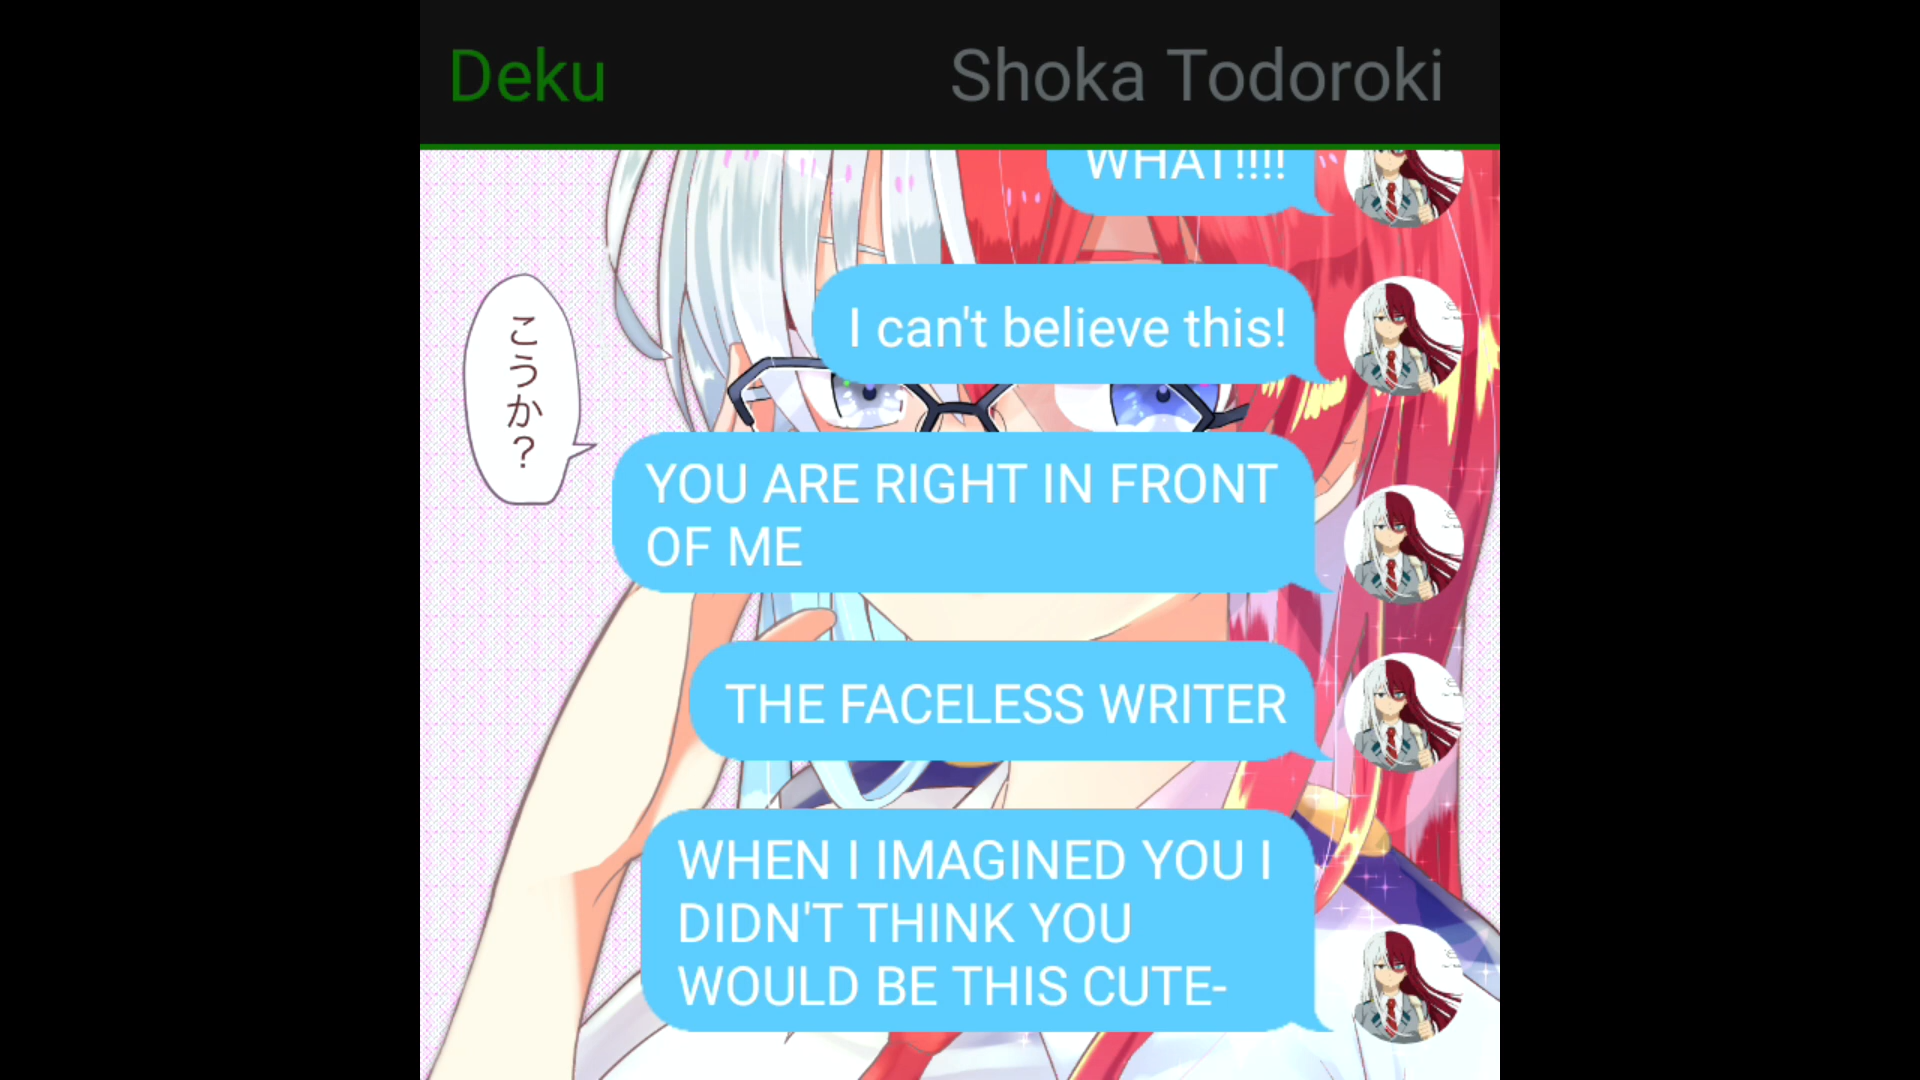 Deku
Shoka Todoroki
WHAT!!!!
I can't believe this!
こうか？
YOU ARE RIGHT IN FRONT
OF ME
THE FACELESS WRITER
WHEN I IMAGINED YOU I
DIDN'T THINK YOU
WOULD BE THIS CUTE-